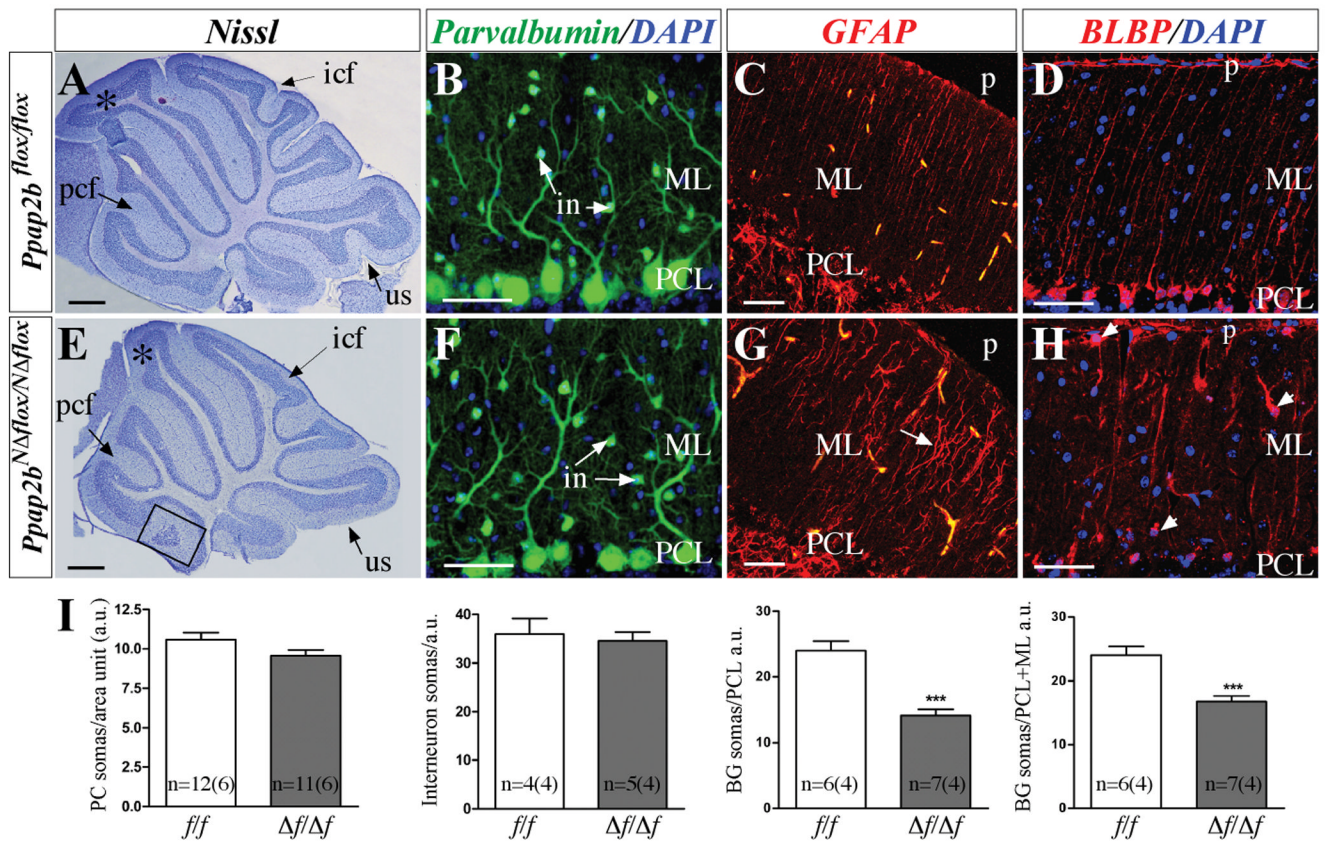 Nissl
Parvalbumin/DAPI
GFAP
BLBP/DAPI
Ppap2b flox/flox
A
*
icf
pcf
us
B
in
ML
PCL
C
p
ML
PCL
D
p
ML
PCL
Ppap2b NΔflox/NΔflox
E
*
icf
pcf
us
F
in
ML
PCL
G
p
ML
PCL
H
p
ML
PCL
I
PC somas/area unit (a.u.)
12.5
10.0
7.5
5.0
2.5
0.0
n=12(6)
n=11(6)
f/f
Δf/Δf
Interneuron somas/a.u.
40
30
20
10
0
n=4(4)
n=5(4)
f/f
Δf/Δf
BG somas/PCL a.u.
30
20
10
0
***
n=6(4)
n=7(4)
f/f
Δf/Δf
BG somas/PCL+ML a.u.
30
20
10
0
***
n=6(4)
n=7(4)
f/f
Δf/Δf